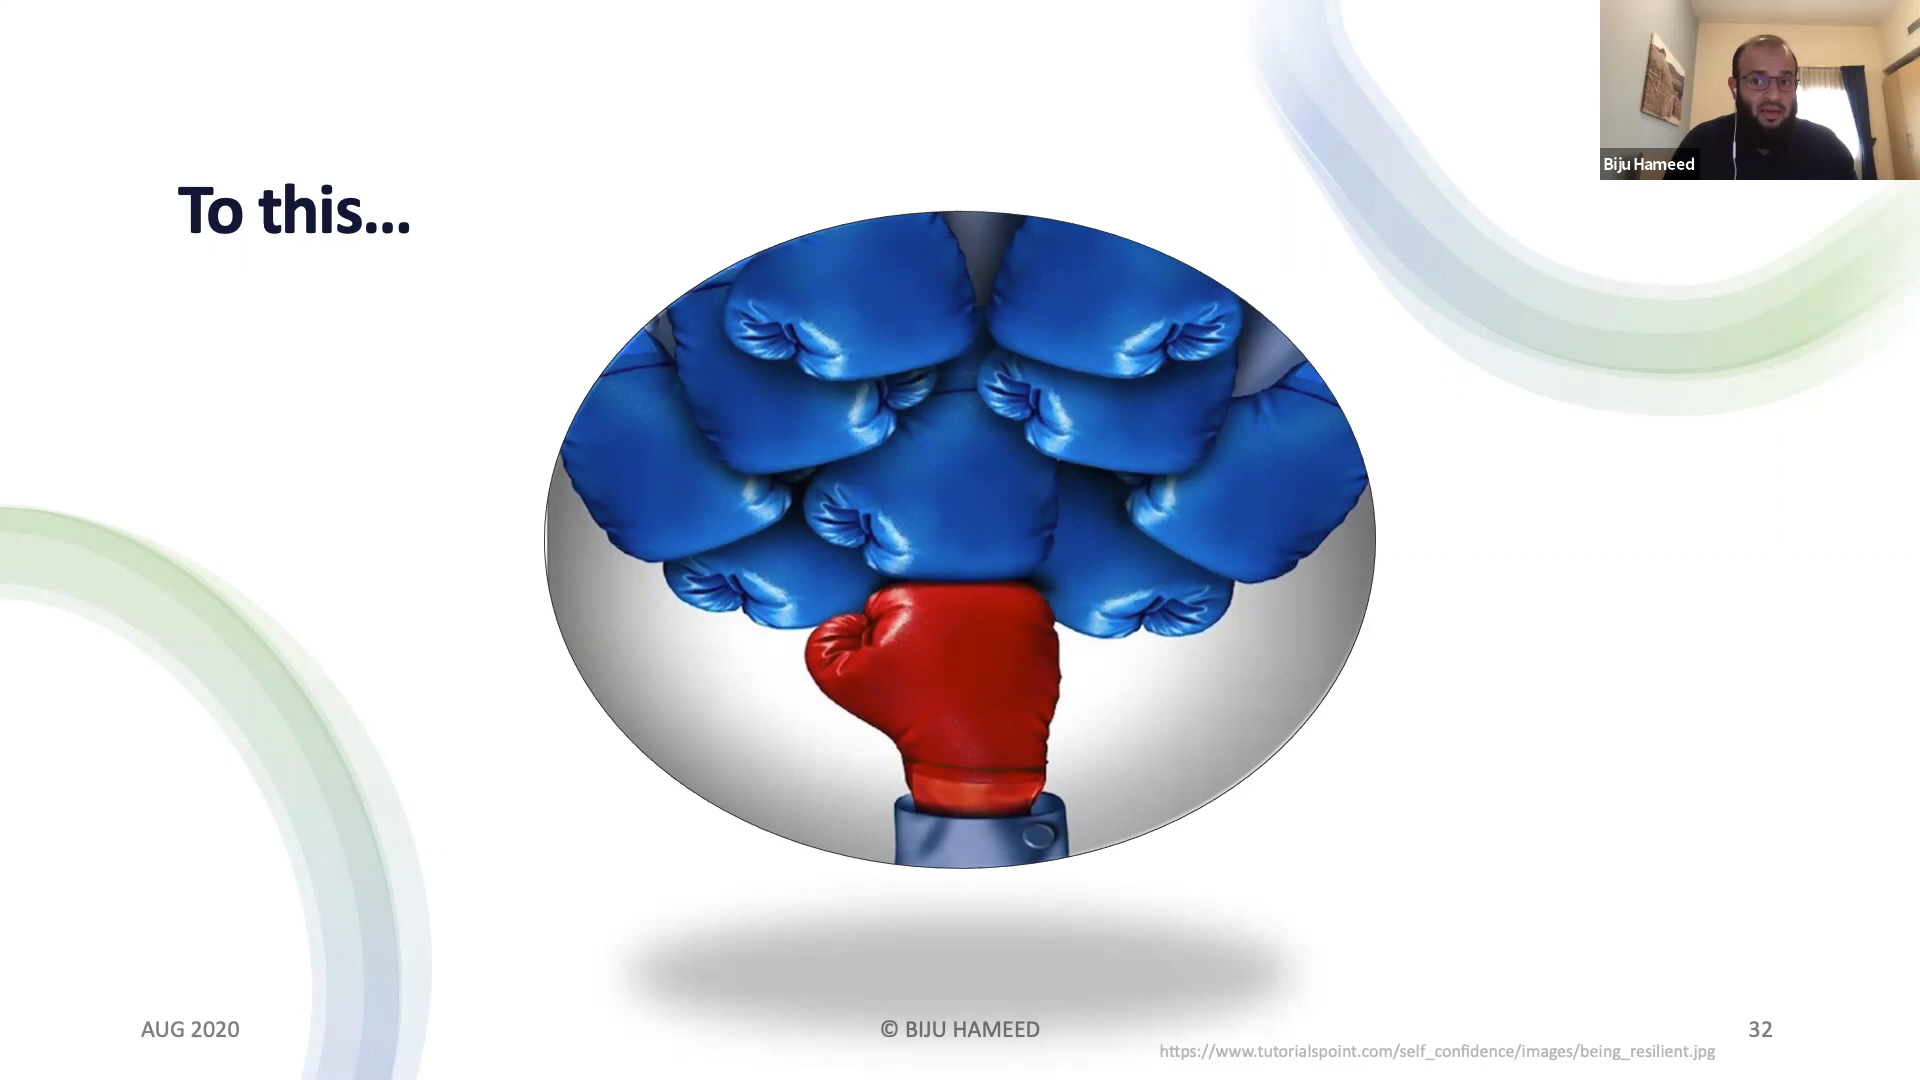 Biju Hameed
To this...
AUG 2020
© BIJU HAMEED
32
https://www.tutorialspoint.com/self_confidence/images/being_resilient.jpg